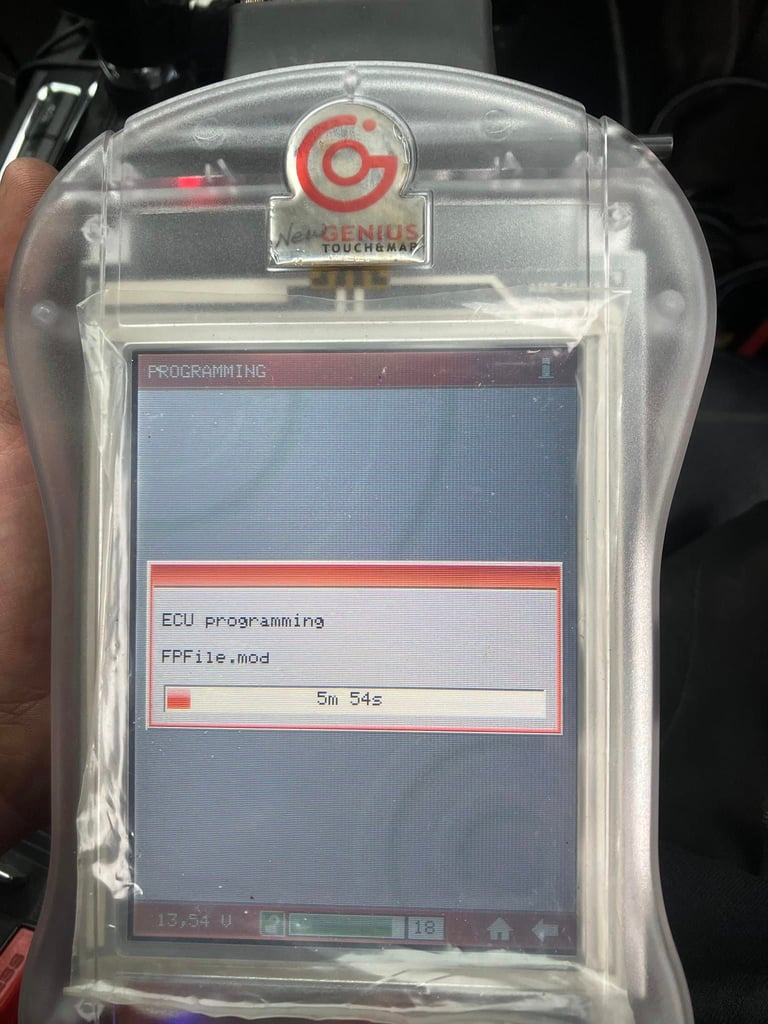 New GENIUS
TOUCH&MAP
PROGRAMMING
i
ECU programming
FPFile.mod
5m 54s
13,54 V
?
18